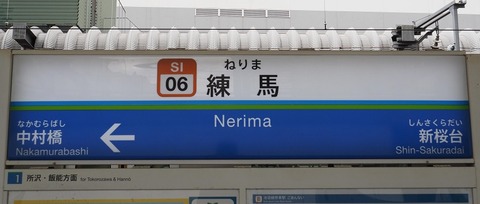 SI
06
ねりま
練馬
Nerima
なかむらばし
中村橋
Nakamurabashi
しんさくらだい
新桜台
Shin-Sakuradai
1 所沢・飯能方面 for Tokorozawa & Hannō